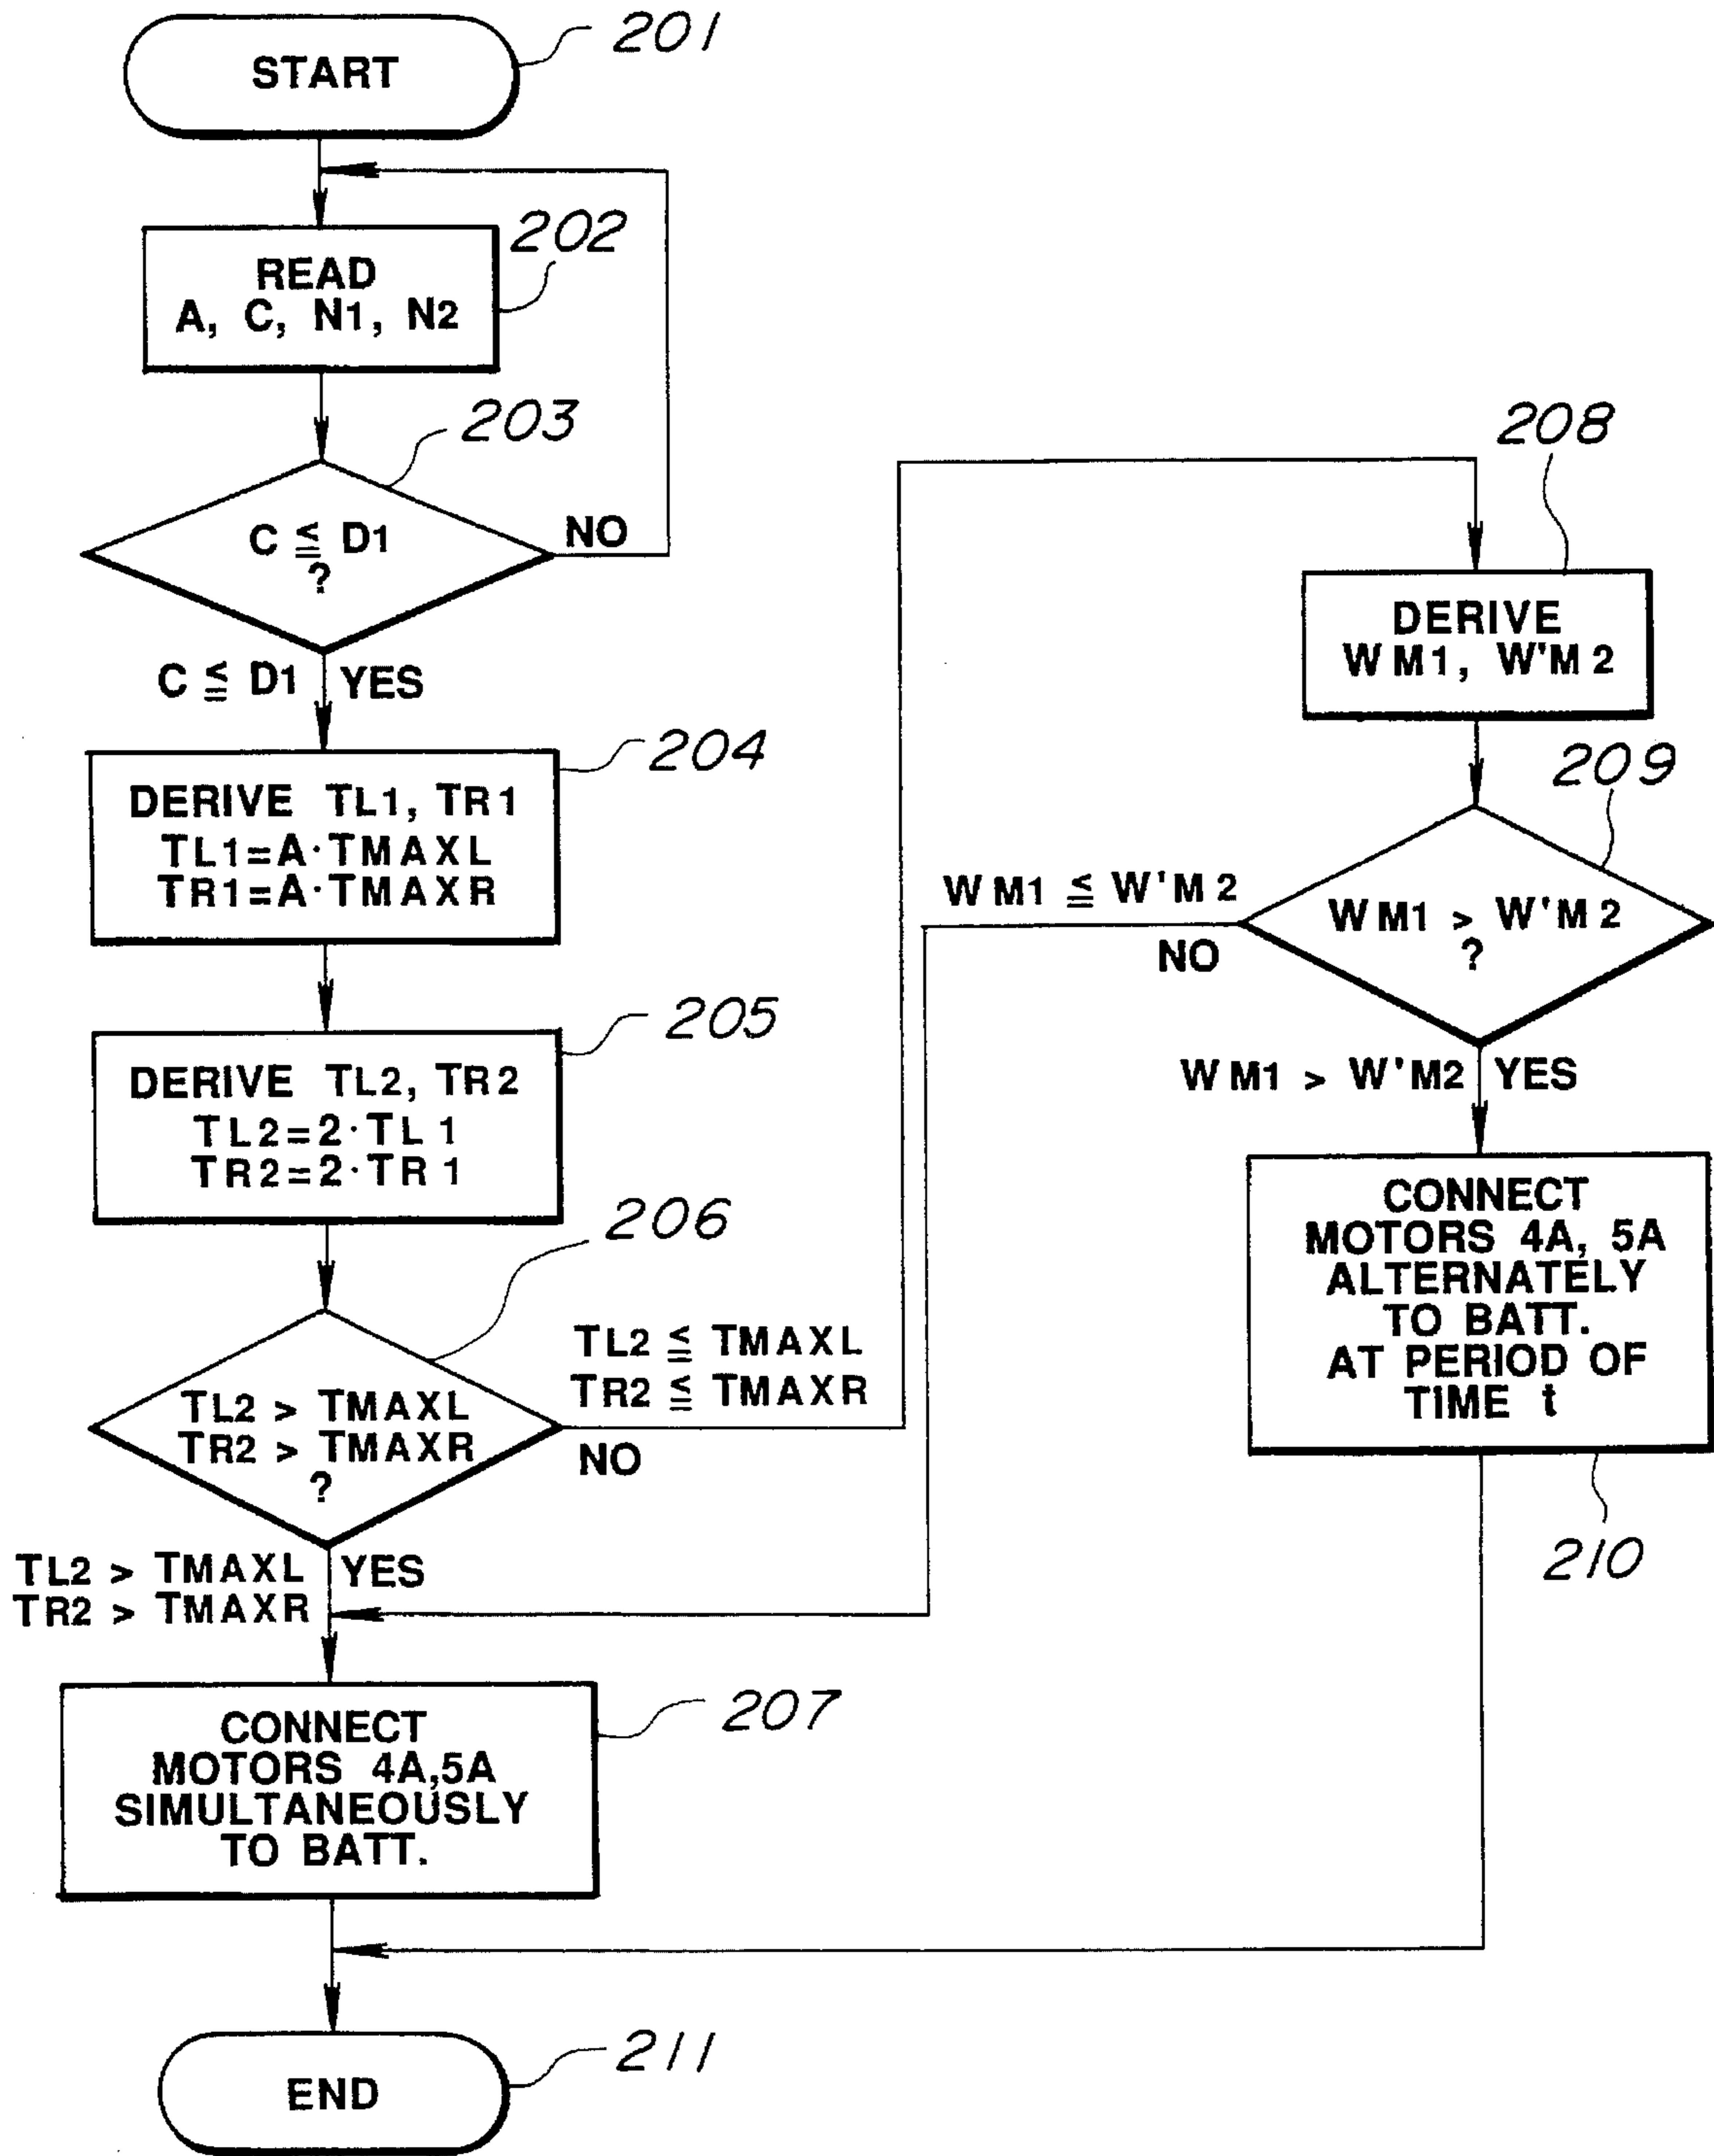 START
201
READ
A, C, N1, N2
202
C ≦ D1
?
203
NO
C ≦ D1 YES
DERIVE TL1, TR1
TL1=A·TMAXL
TR1=A·TMAXR
204
DERIVE TL2, TR2
TL2=2·TL1
TR2=2·TR1
205
TL2 > TMAXL
TR2 > TMAXR
?
206
TL2 ≦ TMAXL
TR2 ≦ TMAXR
NO
TL2 > TMAXL
TR2 > TMAXR
YES
CONNECT
MOTORS 4A,5A
SIMULTANEOUSLY
TO BATT.
207
DERIVE
WM1, W'M2
208
WM1 > W'M2
?
209
WM1 ≦ W'M2
NO
WM1 > W'M2 YES
CONNECT
MOTORS 4A, 5A
ALTERNATELY
TO BATT.
AT PERIOD OF
TIME t
210
END
211